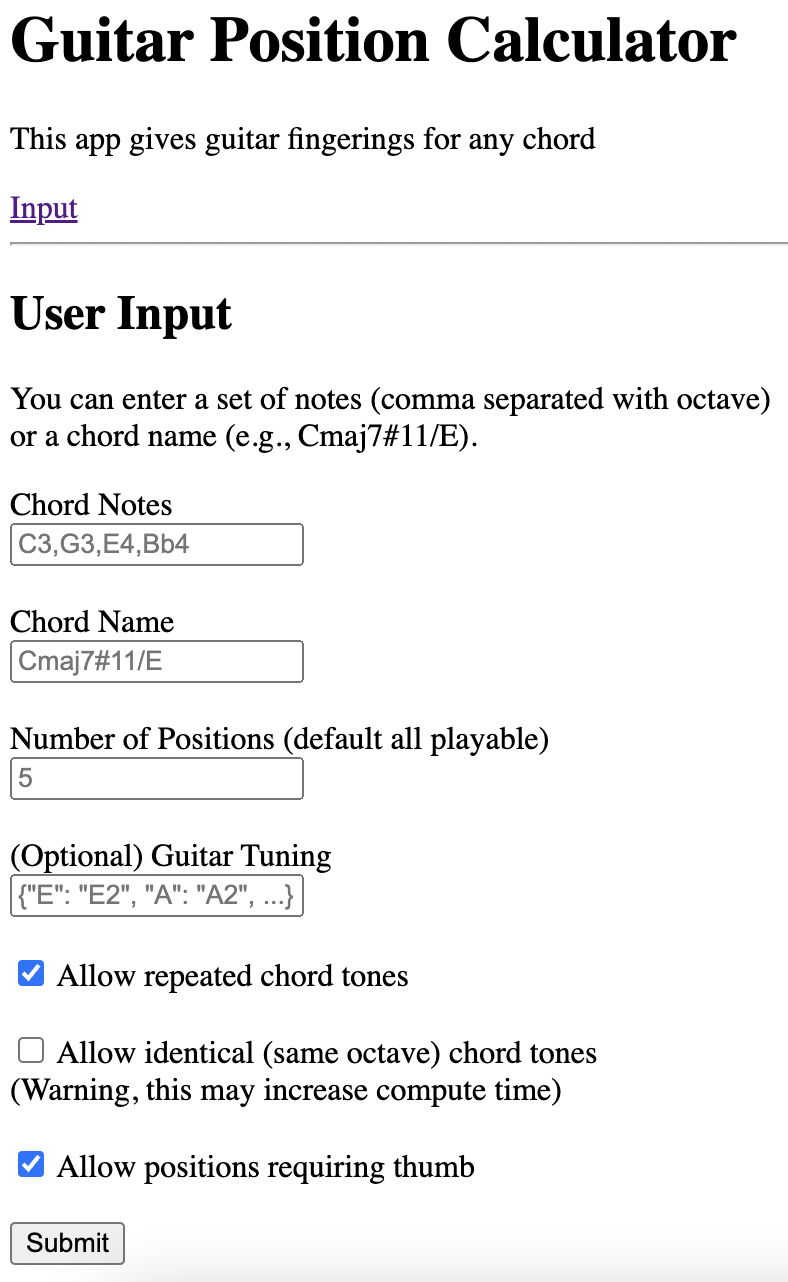 Guitar Position Calculator
This app gives guitar fingerings for any chord
Input
User Input
You can enter a set of notes (comma separated with octave)
or a chord name (e.g., Cmaj7#11/E).
Chord Notes
C3,G3,E4,Bb4
Chord Name
Cmaj7#11/E
Number of Positions (default all playable)
5
(Optional) Guitar Tuning
{"E": "E2", "A": "A2", ...}
Allow repeated chord tones
Allow identical (same octave) chord tones
(Warning, this may increase compute time)
Allow positions requiring thumb
Submit